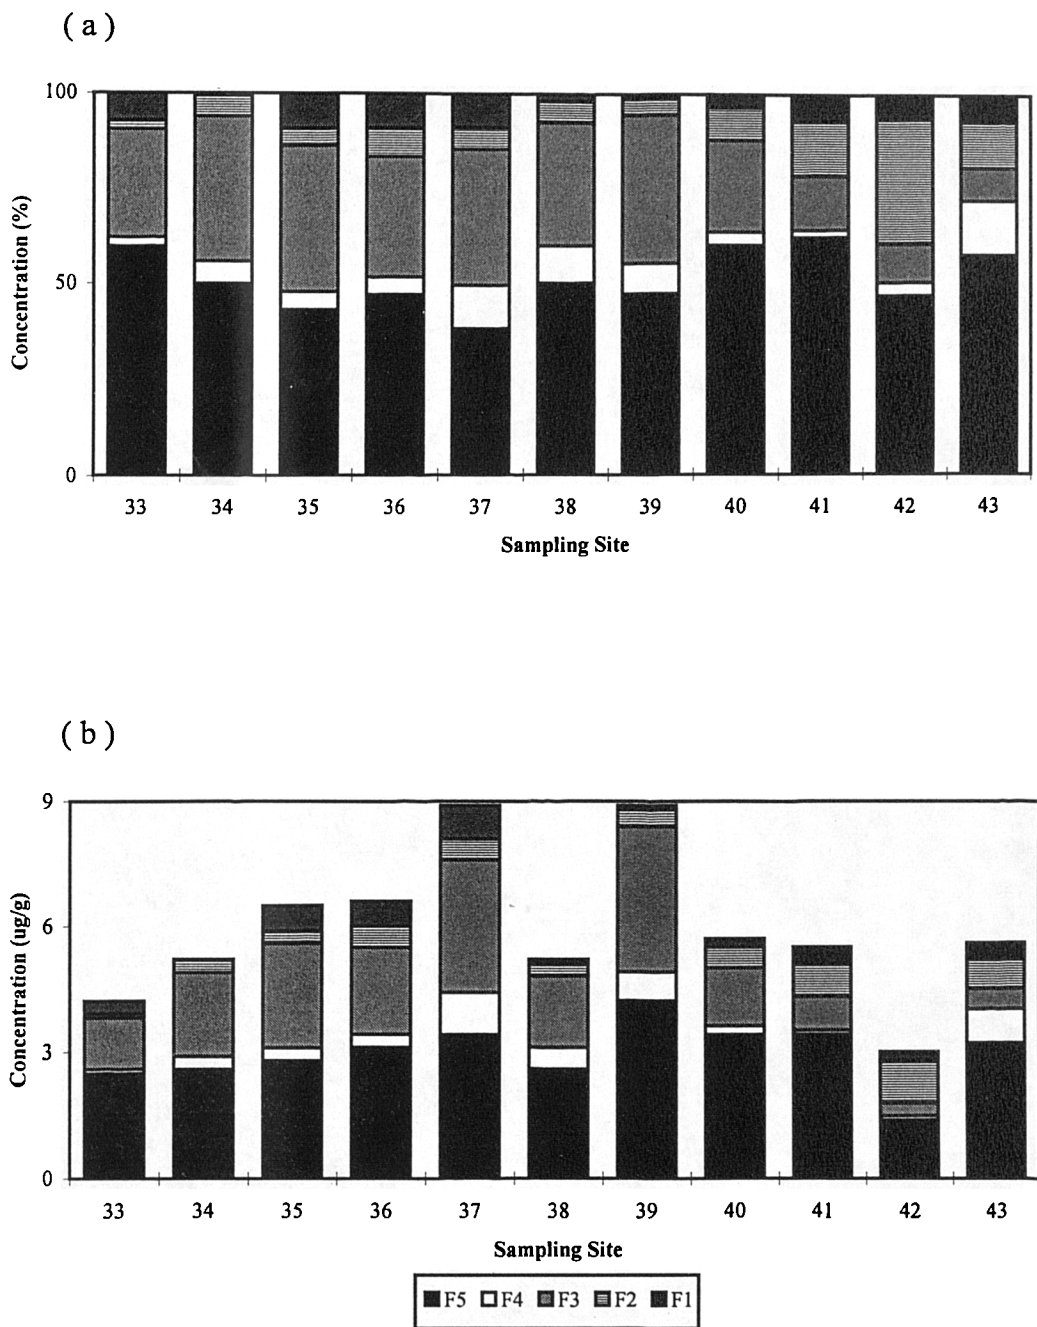 (a)
100
50
0
Concentration (%)
33 34 35 36 37 38 39 40 41 42 43
Sampling Site
(b)
9
6
3
0
Concentration (ug/g)
33 34 35 36 37 38 39 40 41 42 43
Sampling Site
F5 F4 F3 F2 F1